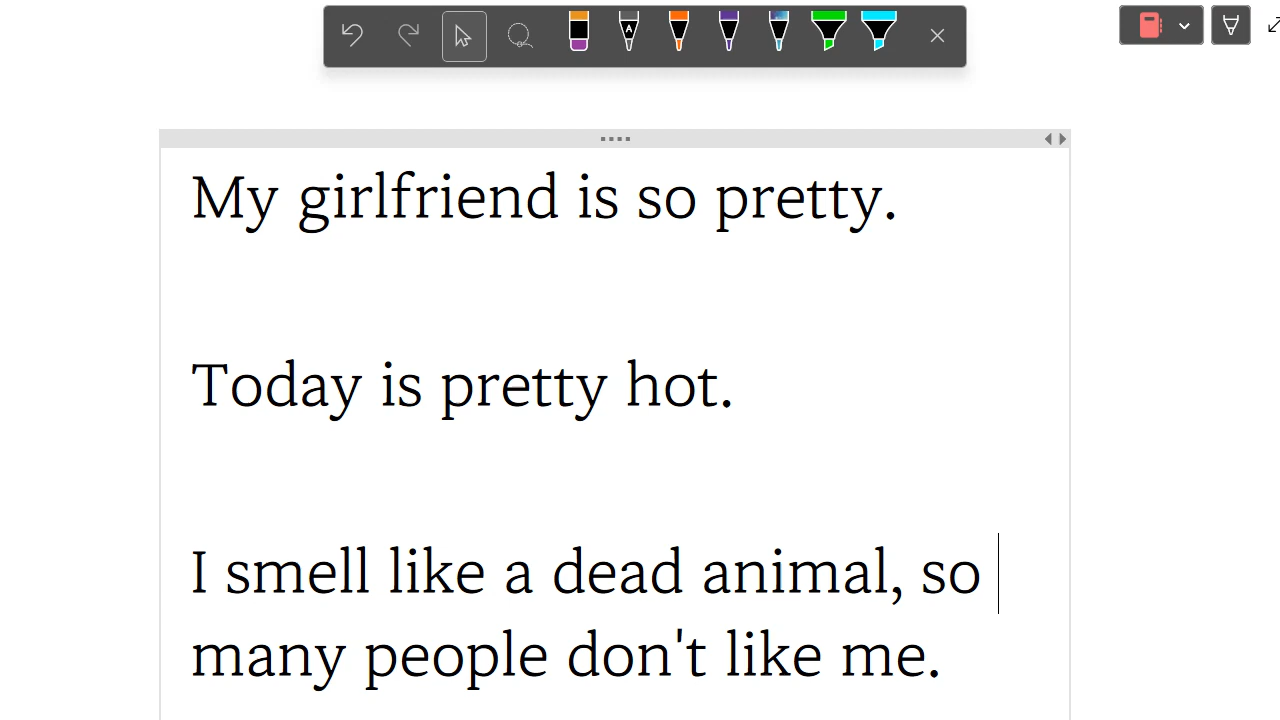 My girlfriend is so pretty.
Today is pretty hot.
I smell like a dead animal, so
many people don't like me.